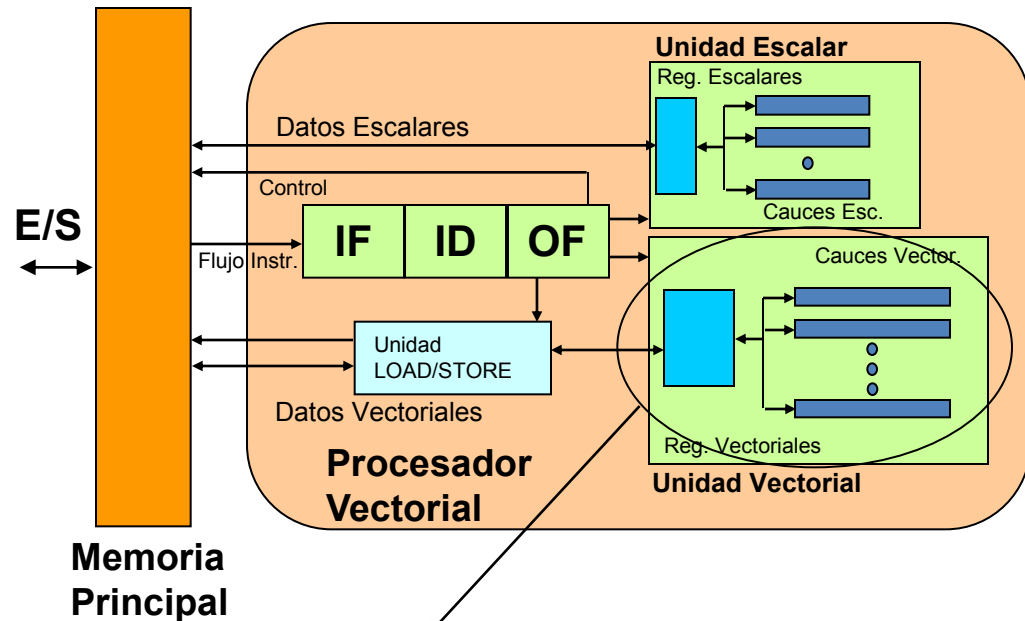 Unidad Escalar
Reg. Escalares
Datos Escalares
Control
Cauces Esc.
E/S
IF ID OF
Flujo Instr.
Cauces Vector.
Unidad
LOAD/STORE
Datos Vectoriales
Reg. Vectoriales
Procesador
Vectorial
Unidad Vectorial
Memoria
Principal